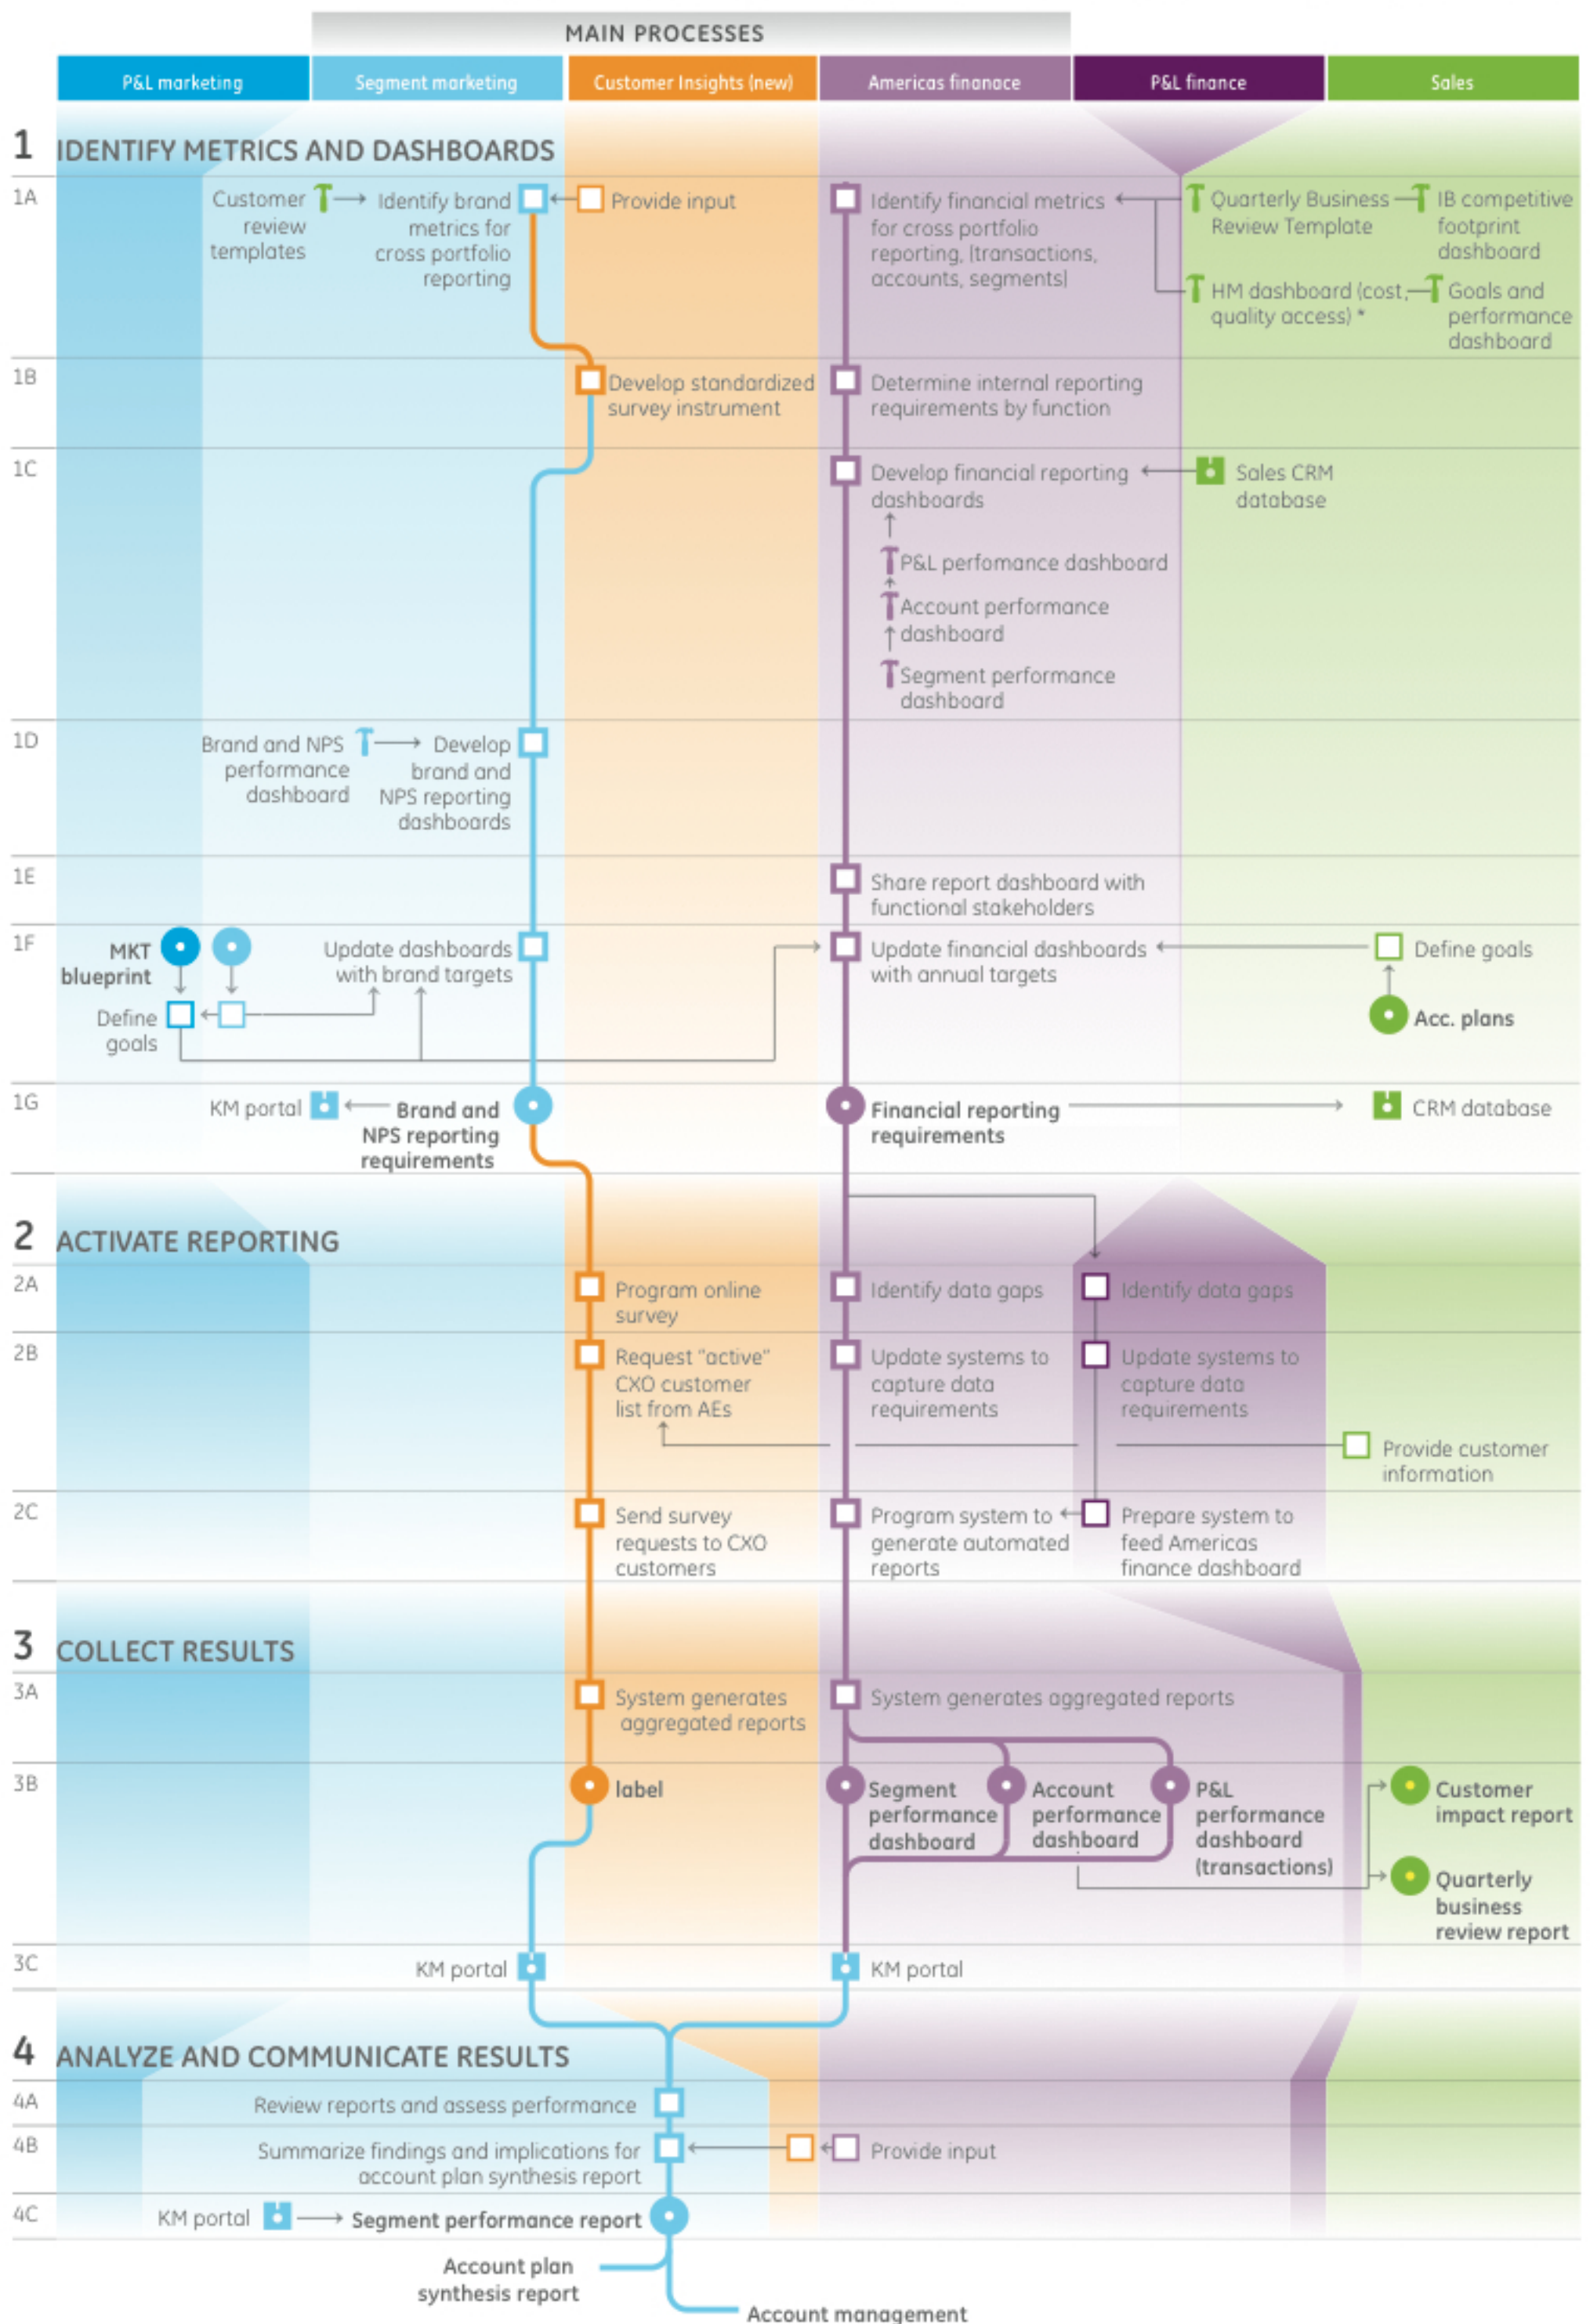 MAIN PROCESSES
P&L marketing
Segment marketing
Customer Insights (new)
Americas finanace
P&L finance
Sales
1 IDENTIFY METRICS AND DASHBOARDS
1A
Customer
review
templates
Identify brand
metrics for
cross portfolio
reporting
Provide input
Identify financial metrics
for cross portfolio
reporting, (transactions,
accounts, segments)
Quarterly Business
Review Template
IB competitive
footprint
dashboard
HM dashboard (cost,
quality access) *
Goals and
performance
dashboard
1B
Develop standardized
survey instrument
Determine internal reporting
requirements by function
1C
Develop financial reporting
dashboards
Sales CRM
database
P&L perfomance dashboard
Account performance
dashboard
Segment performance
dashboard
1D
Brand and NPS
performance
dashboard
Develop
brand and
NPS reporting
dashboards
1E
Share report dashboard with
functional stakeholders
1F
MKT
blueprint
Update dashboards
with brand targets
Update financial dashboards
with annual targets
Define goals
Define
goals
Acc. plans
1G
KM portal
Brand and
NPS reporting
requirements
Financial reporting
requirements
CRM database
2 ACTIVATE REPORTING
2A
Program online
survey
Identify data gaps
Identify data gaps
2B
Request "active"
CXO customer
list from AEs
Update systems to
capture data
requirements
Update systems to
capture data
requirements
Provide customer
information
2C
Send survey
requests to CXO
customers
Program system to
generate automated
reports
Prepare system to
feed Americas
finance dashboard
3 COLLECT RESULTS
3A
System generates
aggregated reports
System generates aggregated reports
3B
label
Segment
performance
dashboard
Account
performance
dashboard
P&L
performance
dashboard
(transactions)
Customer
impact report
Quarterly
business
review report
3C
KM portal
KM portal
4 ANALYZE AND COMMUNICATE RESULTS
4A
Review reports and assess performance
4B
Summarize findings and implications for
account plan synthesis report
Provide input
4C
KM portal
Segment performance report
Account plan
synthesis report
Account management